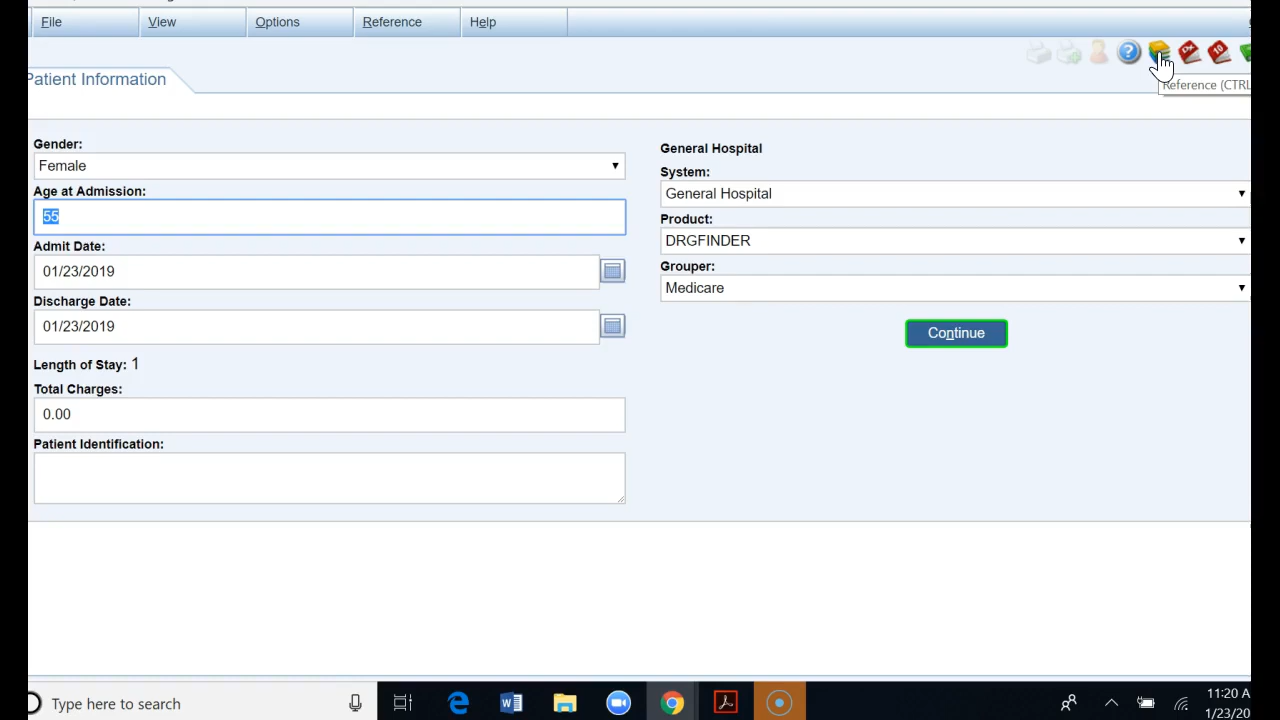 File View Options Reference Help
Reference (CTRL
Patient Information
Gender:
Female
Age at Admission:
55
Admit Date:
01/23/2019
Discharge Date:
01/23/2019
Length of Stay: 1
Total Charges:
0.00
Patient Identification:
General Hospital
System:
General Hospital
Product:
DRGFINDER
Grouper:
Medicare
Continue
Type here to search
11:20 A
1/23/20